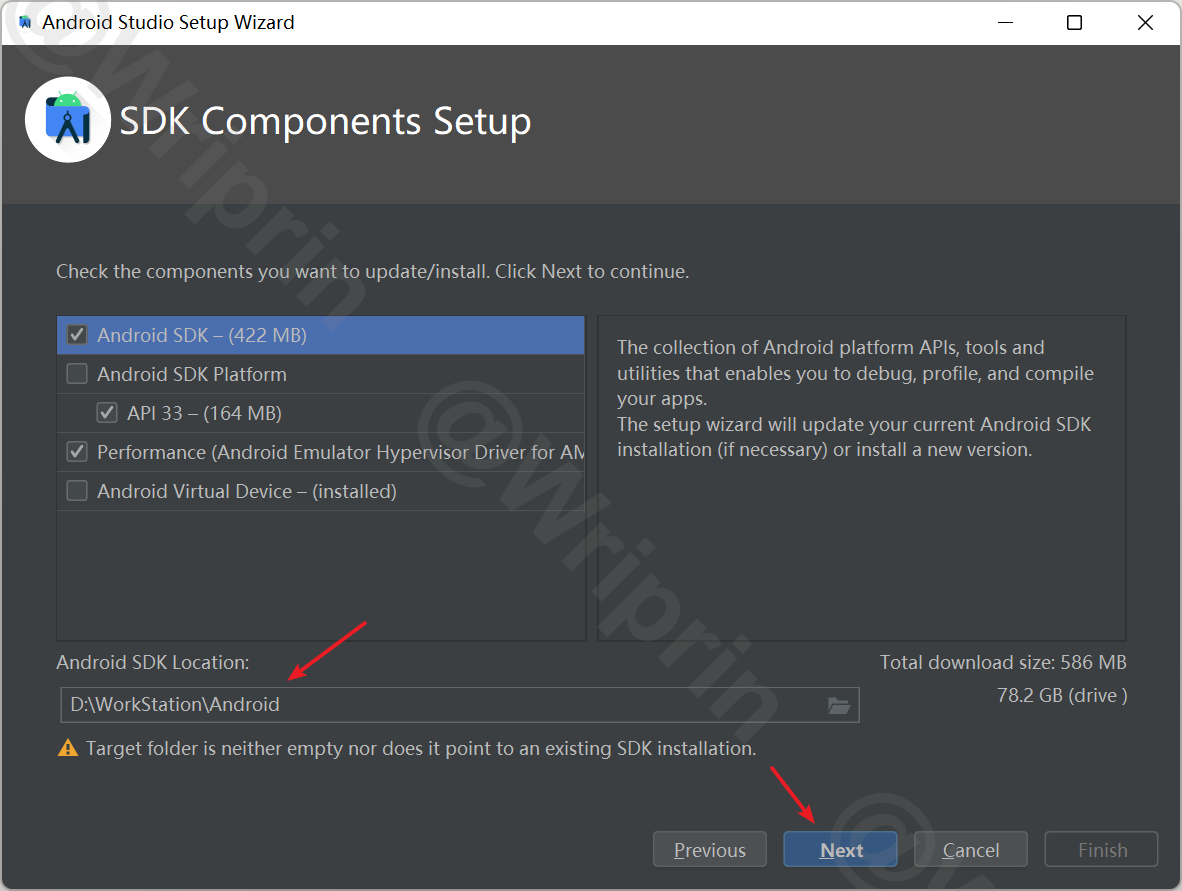 Android Studio Setup Wizard
SDK Components Setup
Check the components you want to update/install. Click Next to continue.
Android SDK – (422 MB)
Android SDK Platform
API 33 – (164 MB)
Performance (Android Emulator Hypervisor Driver for AM
Android Virtual Device – (installed)
The collection of Android platform APIs, tools and
utilities that enables you to debug, profile, and compile
your apps.
The setup wizard will update your current Android SDK
installation (if necessary) or install a new version.
Android SDK Location:
Total download size: 586 MB
D:\WorkStation\Android
78.2 GB (drive )
Target folder is neither empty nor does it point to an existing SDK installation.
Previous
Next
Cancel
Finish
@Wriprin
@Wriprin
@W